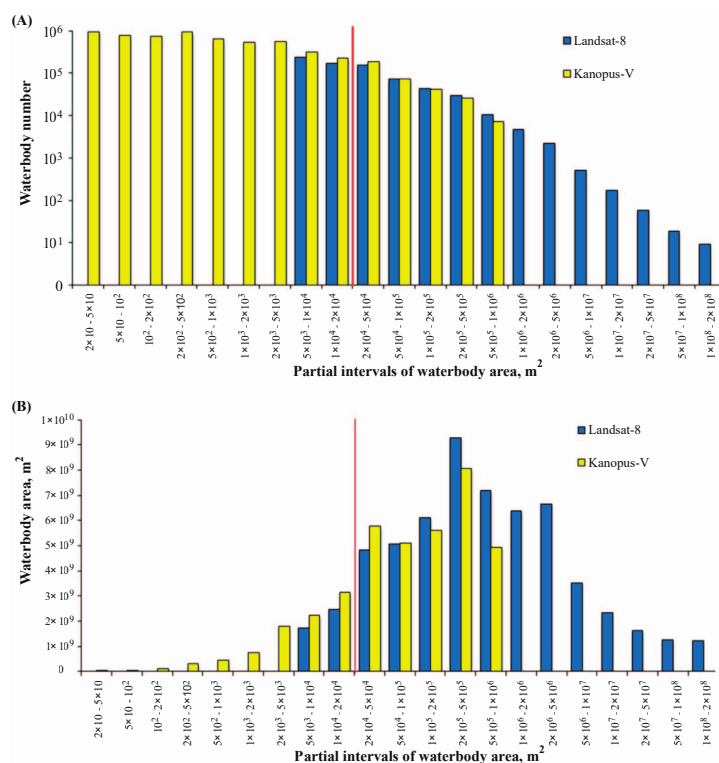 (A)
10⁶
10⁵
10⁴
10³
10²
10¹
0
Waterbody number
Landsat-8
Kanopus-V
2×10 - 5×10
5×10 - 10²
10² - 2×10²
2×10² - 5×10²
5×10² - 1×10³
1×10³ - 2×10³
2×10³ - 5×10³
5×10³ - 1×10⁴
1×10⁴ - 2×10⁴
2×10⁴ - 5×10⁴
5×10⁴ - 1×10⁵
1×10⁵ - 2×10⁵
2×10⁵ - 5×10⁵
5×10⁵ - 1×10⁶
1×10⁶ - 2×10⁶
2×10⁶ - 5×10⁶
5×10⁶ - 1×10⁷
1×10⁷ - 2×10⁷
2×10⁷ - 5×10⁷
5×10⁷ - 1×10⁸
1×10⁸ - 2×10⁸
Partial intervals of waterbody area, m²
(B)
1×10¹⁰
9×10⁹
8×10⁹
7×10⁹
6×10⁹
5×10⁹
4×10⁹
3×10⁹
2×10⁹
1×10⁹
0
Waterbody area, m²
Landsat-8
Kanopus-V
2×10 - 5×10
5×10 - 10²
10² - 2×10²
2×10² - 5×10²
5×10² - 1×10³
1×10³ - 2×10³
2×10³ - 5×10³
5×10³ - 1×10⁴
1×10⁴ - 2×10⁴
2×10⁴ - 5×10⁴
5×10⁴ - 1×10⁵
1×10⁵ - 2×10⁵
2×10⁵ - 5×10⁵
5×10⁵ - 1×10⁶
1×10⁶ - 2×10⁶
2×10⁶ - 5×10⁶
5×10⁶ - 1×10⁷
1×10⁷ - 2×10⁷
2×10⁷ - 5×10⁷
5×10⁷ - 1×10⁸
1×10⁸ - 2×10⁸
Partial intervals of waterbody area, m²